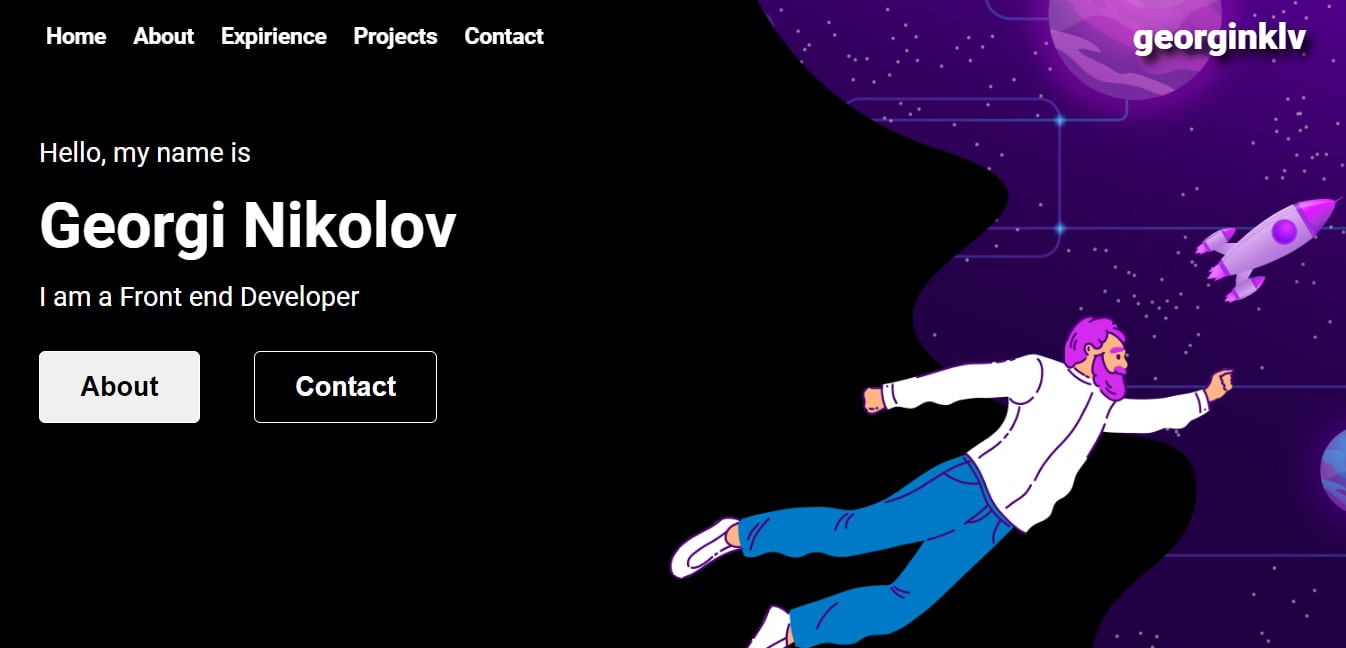 Home About Expirience Projects Contact
georginklv
Hello, my name is
Georgi Nikolov
I am a Front end Developer
About Contact